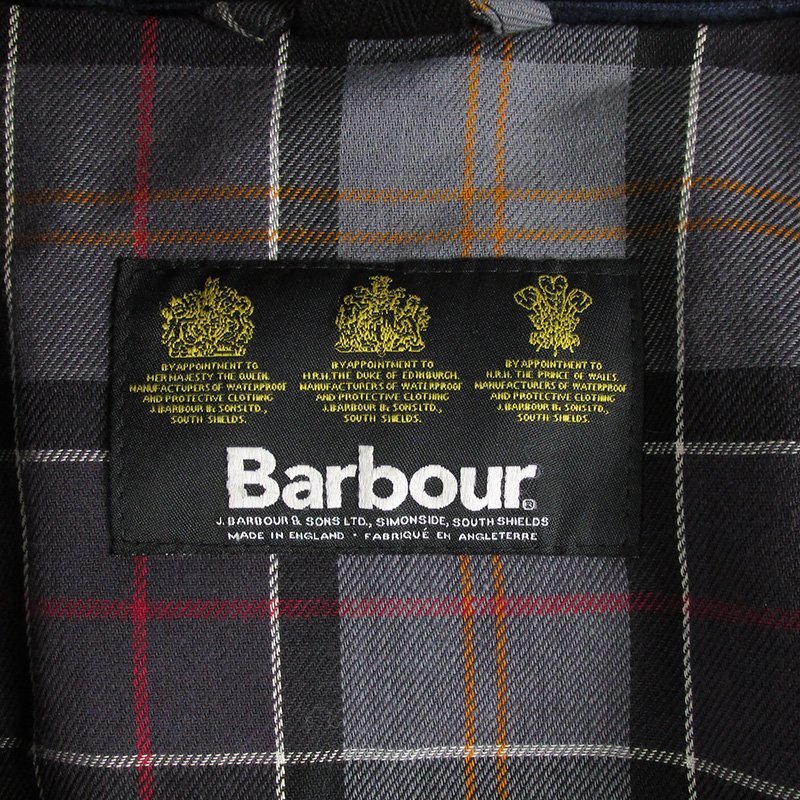 BY APPOINTMENT TO
HER MAJESTY THE QUEEN.
MANUFACTURERS OF WATERPROOF
AND PROTECTIVE CLOTHING
J.BARBOUR & SONS LTD.,
SOUTH SHIELDS.
BY APPOINTMENT TO
H.R.H. THE DUKE OF EDINBURGH.
MANUFACTURERS OF WATERPROOF
AND PROTECTIVE CLOTHING
J.BARBOUR & SONS LTD.,
SOUTH SHIELDS.
BY APPOINTMENT TO
H.R.H. THE PRINCE OF WALES.
MANUFACTURERS OF WATERPROOF
AND PROTECTIVE CLOTHING
J.BARBOUR & SONS LTD.,
SOUTH SHIELDS.
Barbour®
J. BARBOUR & SONS LTD., SIMONSIDE, SOUTH SHIELDS
MADE IN ENGLAND · FABRIQUÉ EN ANGLETERRE